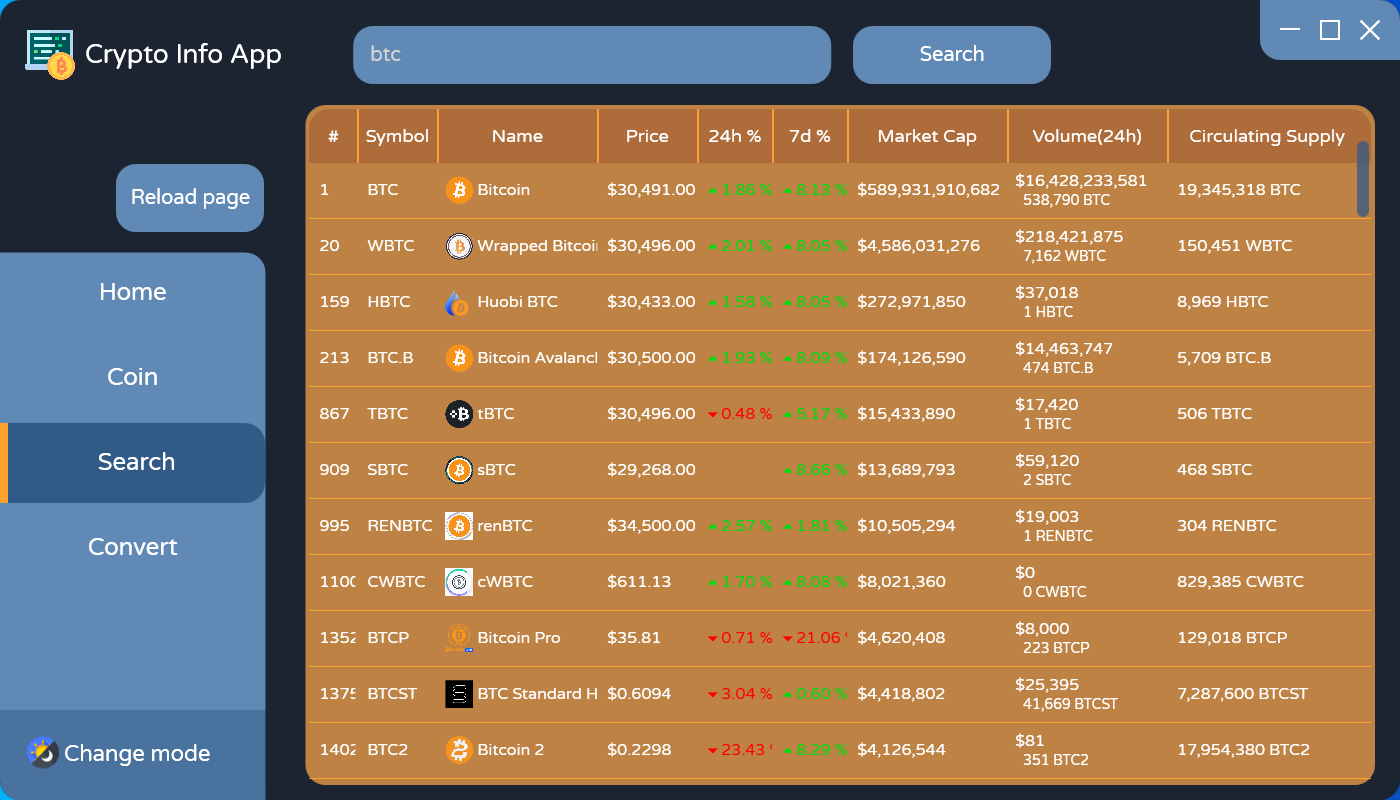 Crypto Info App
btc
Search
Reload page
Home
Coin
Search
Convert
Change mode
# Symbol Name Price 24h % 7d % Market Cap Volume(24h) Circulating Supply
1 BTC Bitcoin $30,491.00 1.86 % 8.13 % $589,931,910,682 $16,428,233,581 19,345,318 BTC
538,790 BTC
20 WBTC Wrapped Bitcoi $30,496.00 2.01 % 8.05 % $4,586,031,276 $218,421,875 150,451 WBTC
7,162 WBTC
159 HBTC Huobi BTC $30,433.00 1.58 % 8.05 % $272,971,850 $37,018 8,969 HBTC
1 HBTC
213 BTC.B Bitcoin Avalancl $30,500.00 1.93 % 8.09 % $174,126,590 $14,463,747 5,709 BTC.B
474 BTC.B
867 TBTC tBTC $30,496.00 0.48 % 5.17 % $15,433,890 $17,420 506 TBTC
1 TBTC
909 SBTC sBTC $29,268.00 8.66 % $13,689,793 $59,120 468 SBTC
2 SBTC
995 RENBTC renBTC $34,500.00 2.57 % 1.81 % $10,505,294 $19,003 304 RENBTC
1 RENBTC
1100 CWBTC cWBTC $611.13 1.70 % 8.08 % $8,021,360 $0 829,385 CWBTC
0 CWBTC
1352 BTCP Bitcoin Pro $35.81 0.71 % 21.06 $4,620,408 $8,000 129,018 BTCP
223 BTCP
1375 BTCST BTC Standard H $0.6094 3.04 % 0.60 % $4,418,802 $25,395 7,287,600 BTCST
41,669 BTCST
1402 BTC2 Bitcoin 2 $0.2298 23.43 8.29 % $4,126,544 $81 17,954,380 BTC2
351 BTC2